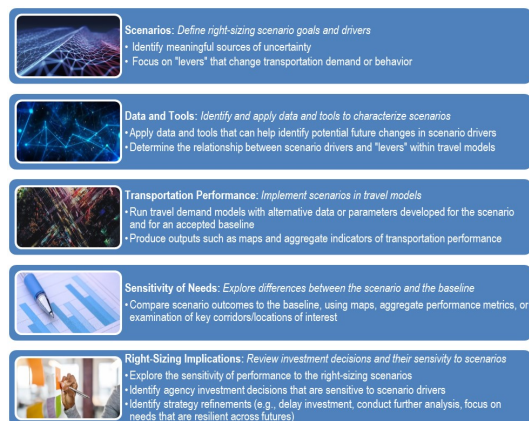 Scenarios: Define right-sizing scenario goals and drivers
• Identify meaningful sources of uncertainty
• Focus on "levers" that change transportation demand or behavior
Data and Tools: Identify and apply data and tools to characterize scenarios
• Apply data and tools that can help identify potential future changes in scenario drivers
• Determine the relationship between scenario drivers and "levers" within travel models
Transportation Performance: Implement scenarios in travel models
• Run travel demand models with alternative data or parameters developed for the scenario
and for an accepted baseline
• Produce outputs such as maps and aggregate indicators of transportation performance
Sensitivity of Needs: Explore differences between the scenario and the baseline
• Compare scenario outcomes to the baseline, using maps, aggregate performance metrics, or
examination of key corridors/locations of interest
Right-Sizing Implications: Review investment decisions and their sensivity to scenarios
• Explore the sensitivity of performance to the right-sizing scenarios
• Identify agency investment decisions that are sensitive to scenario drivers
• Identify strategy refinements (e.g., delay investment, conduct further analysis, focus on
needs that are resilient across futures)